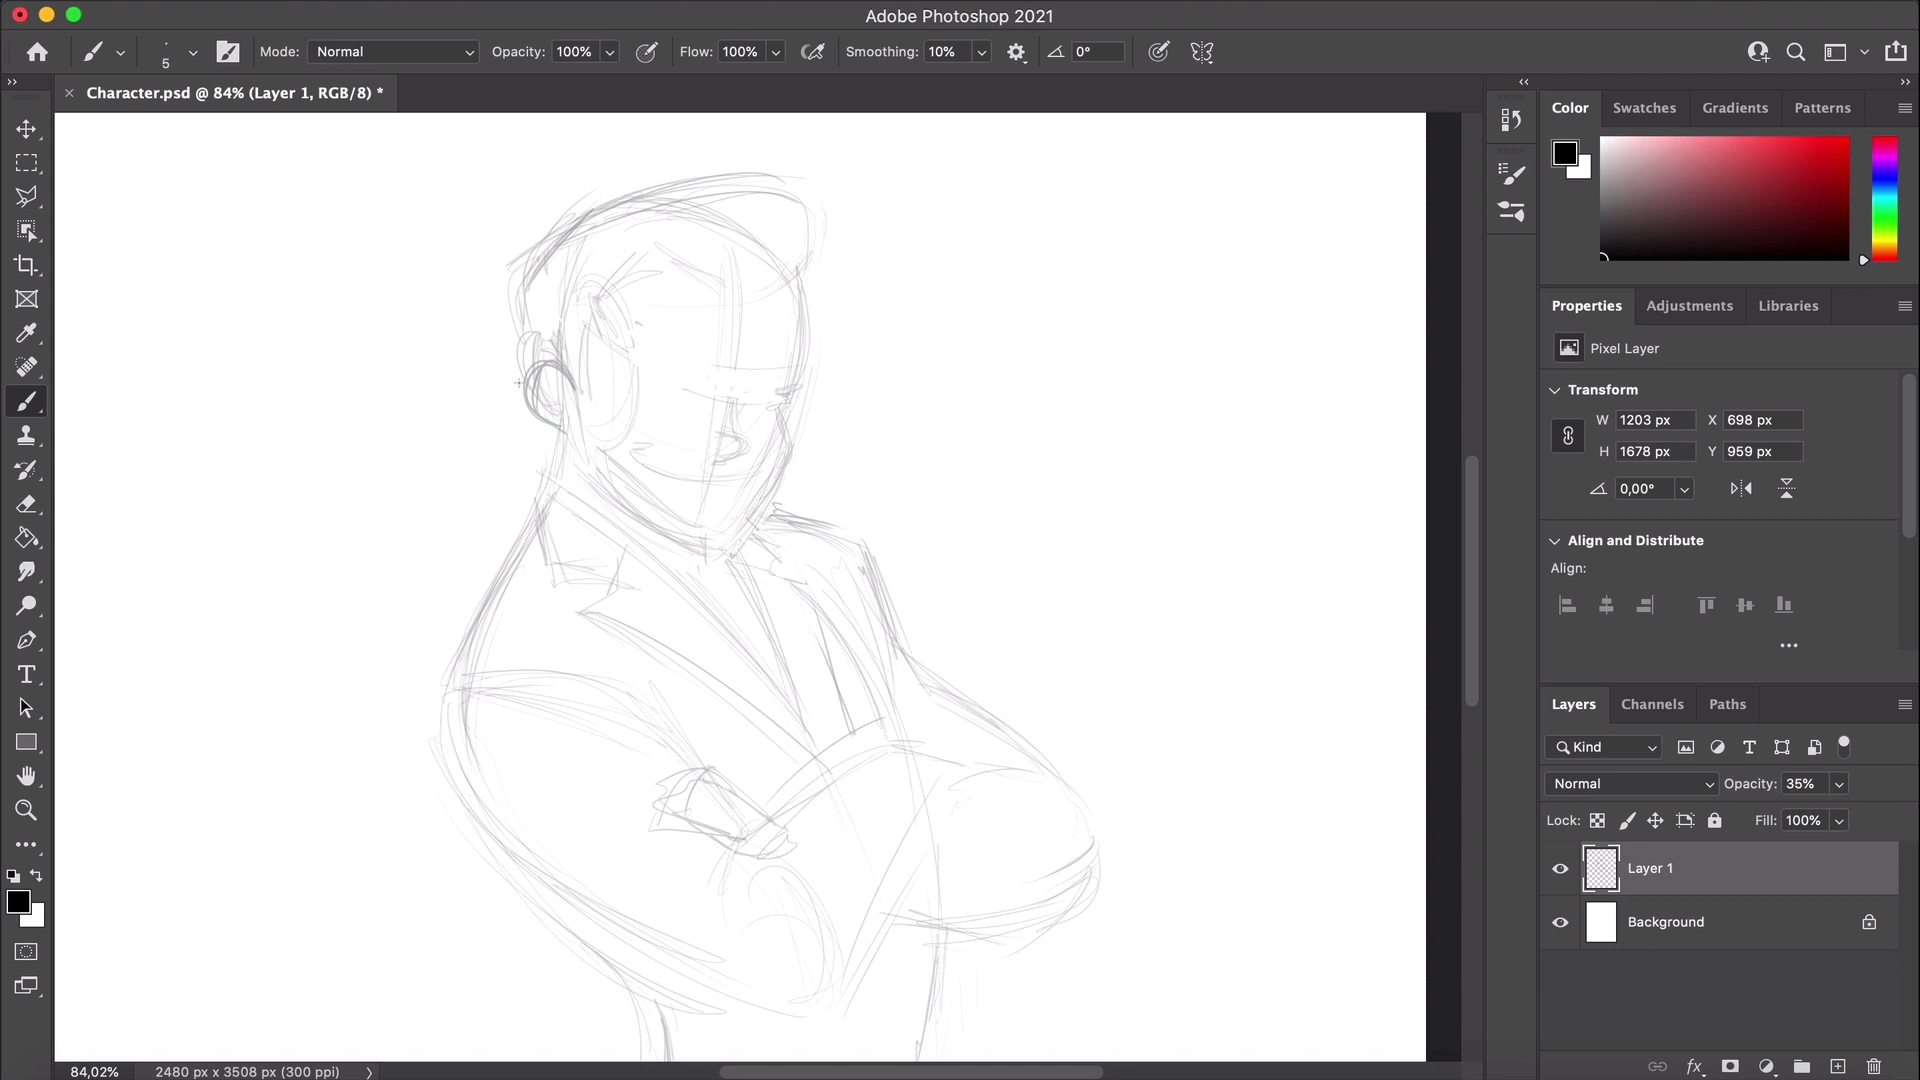 Adobe Photoshop 2021
5
Mode: Normal Opacity: 100% Flow: 100% Smoothing: 10% 0°
Character.psd @ 84% (Layer 1, RGB/8) *
Color Swatches Gradients Patterns
Properties Adjustments Libraries
Pixel Layer
Transform
W 1203 px X 698 px
H 1678 px Y 959 px
0,00°
Align and Distribute
Align:
Layers Channels Paths
Kind
Normal Opacity: 35%
Lock: Fill: 100%
Layer 1
Background
fx
84,02% 2480 px x 3508 px (300 ppi)